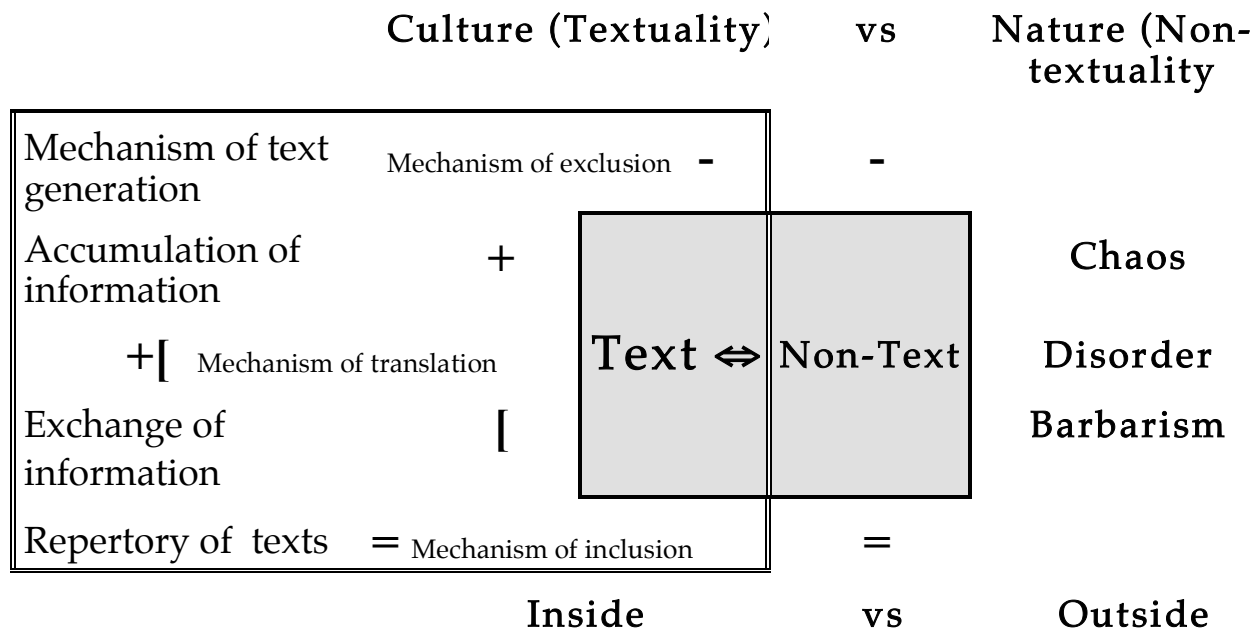 Culture (Textuality) vs Nature (Non-
textuality
Mechanism of text
generation
Mechanism of exclusion - -
Accumulation of
information
+
Chaos
+[ Mechanism of translation
Text ⇔ Non-Text
Disorder
Exchange of
information
[
Barbarism
Repertory of texts = Mechanism of inclusion =
Inside vs Outside